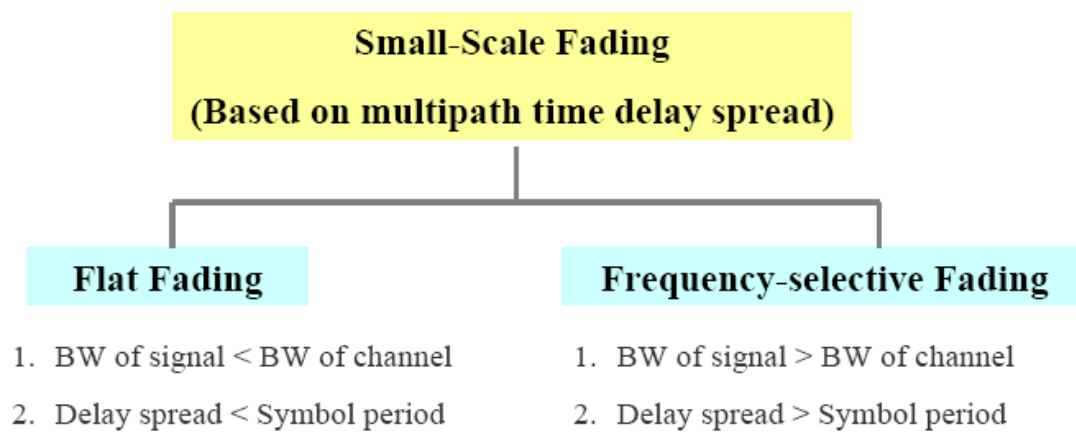 Small-Scale Fading
(Based on multipath time delay spread)
Flat Fading
1. BW of signal < BW of channel
2. Delay spread < Symbol period
Frequency-selective Fading
1. BW of signal > BW of channel
2. Delay spread > Symbol period